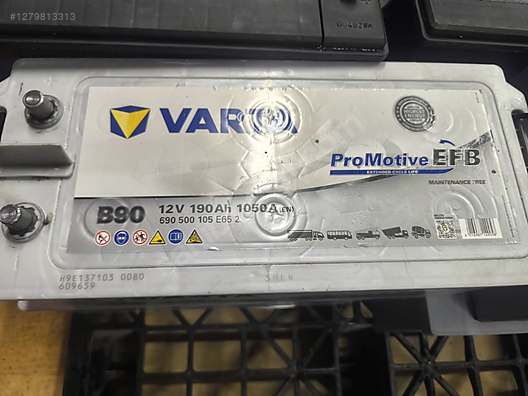 #1279813313
VARTA
ProMotive EFB
EXTENDED CYCLE LIFE
MAINTENANCE FREE
B90 12V 190Ah 1050A (EN)
690 500 105 E65 2
H9E137103 0080
609659